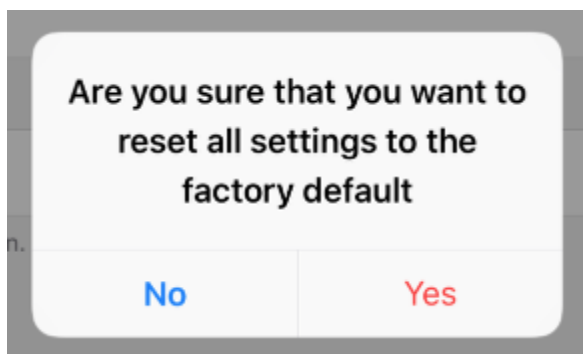 Are you sure that you want to
reset all settings to the
factory default
n.
No Yes